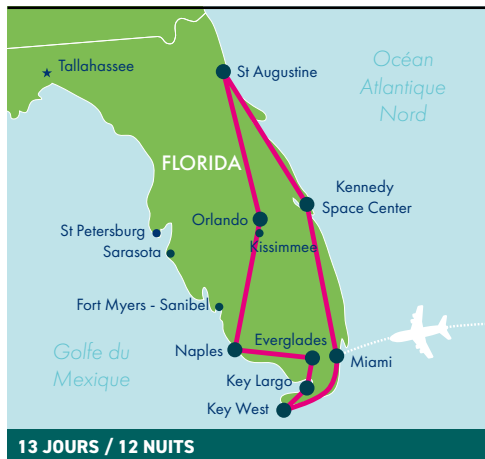 Tallahassee
St Augustine
Océan
Atlantique
Nord
FLORIDA
Kennedy
Space Center
Orlando
Kissimmee
St Petersburg
Sarasota
Fort Myers - Sanibel
Golfe du
Mexique
Naples
Everglades
Miami
Key Largo
Key West
13 JOURS / 12 NUITS